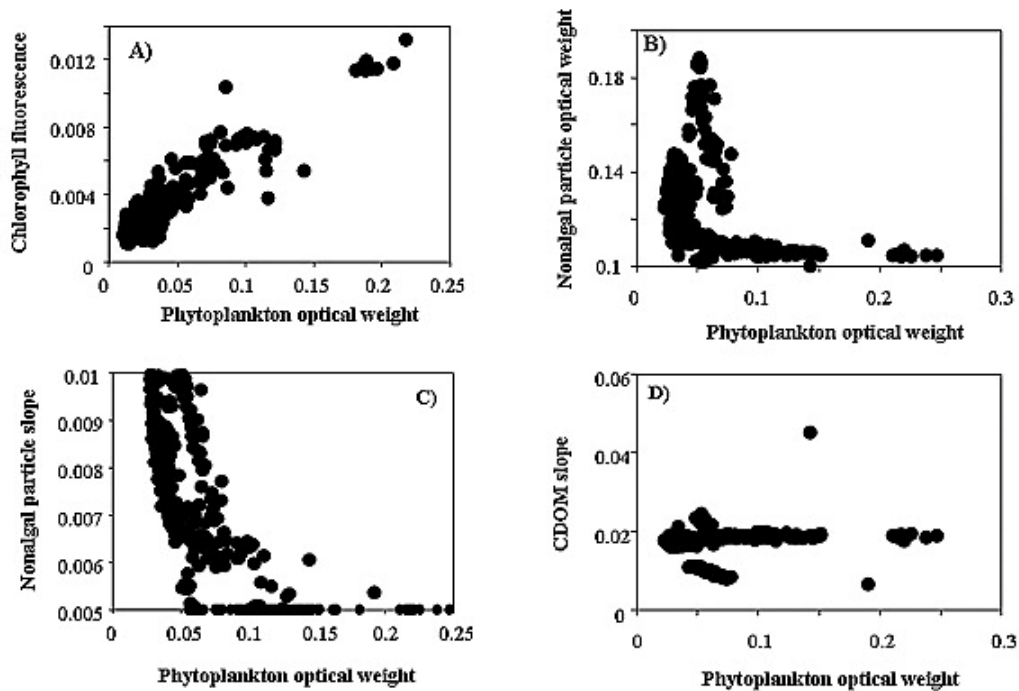 A)
Chlorophyll fluorescence
0.012
0.008
0.004
0
0 0.05 0.1 0.15 0.2 0.25
Phytoplankton optical weight
B)
Nonalgal particle optical weight
0.18
0.14
0.1
0 0.1 0.2 0.3
Phytoplankton optical weight
C)
Nonalgal particle slope
0.01
0.009
0.008
0.007
0.006
0.005
0 0.05 0.1 0.15 0.2 0.25
Phytoplankton optical weight
D)
CDOM slope
0.06
0.04
0.02
0
0 0.1 0.2 0.3
Phytoplankton optical weight